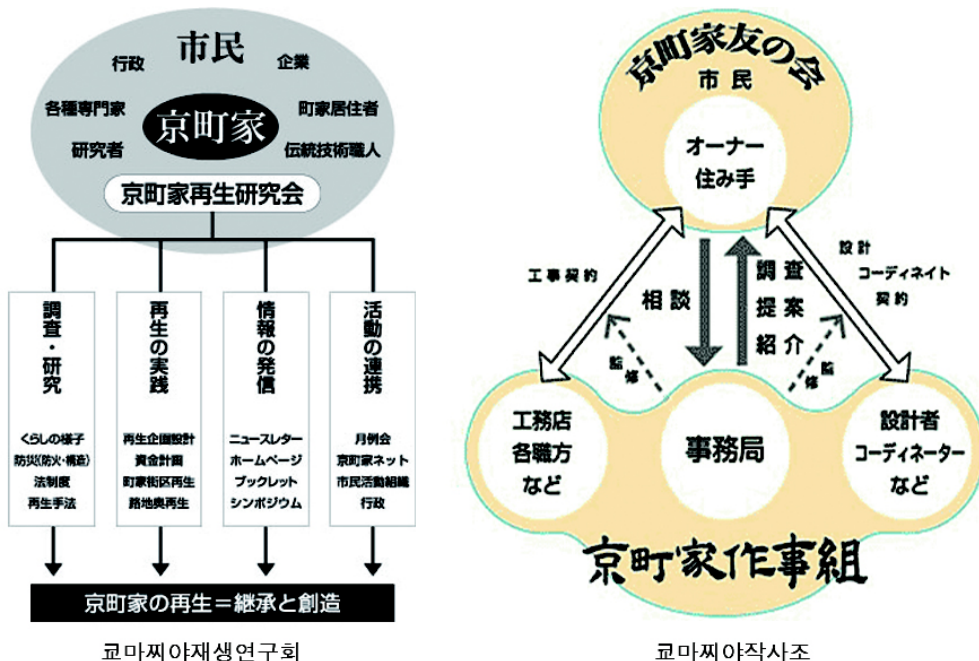 市民
行政
企業
各種専門家
京町家
町家居住者
研究者
伝統技術職人
京町家再生研究会
調査・研究
くらしの様子
防災(防火・構造)
法制度
再生手法
再生の実践
再生企画設計
資金計画
町家街区再生
路地奥再生
情報の発信
ニュースレター
ホームページ
ブックレット
シンポジウム
活動の連携
月例会
京町家ネット
市民活動組織
行政
京町家の再生=継承と創造
쿄마찌야재생연구회
京町家友の会
市民
オーナー
住み手
工事契約
相談
調査
提案
紹介
設計
コーディネイト
契約
監修
監修
工務店
各職方
など
事務局
設計者
コーディネーター
など
京町家作事組
쿄마찌야작사조